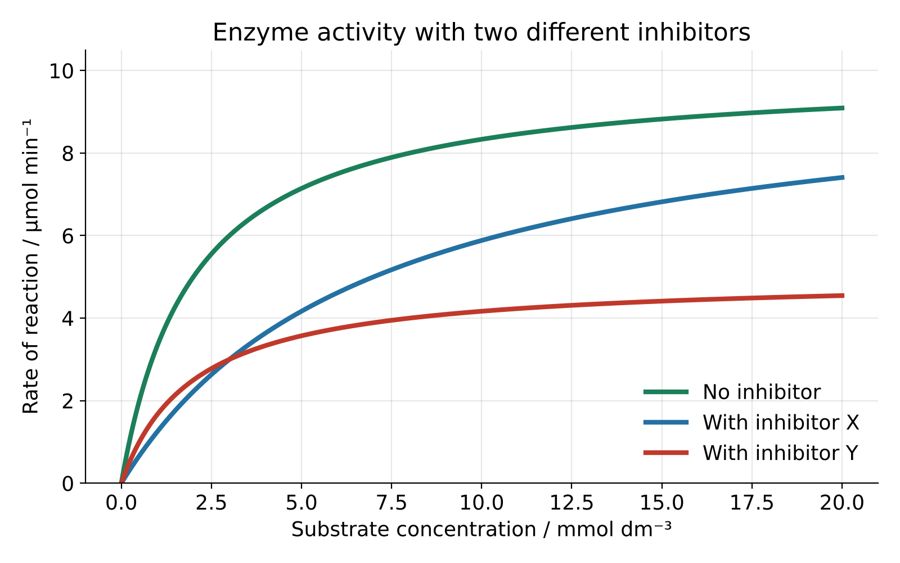 Enzyme activity with two different inhibitors
Rate of reaction / µmol min⁻¹
10
8
6
4
2
0
No inhibitor
With inhibitor X
With inhibitor Y
0.0 2.5 5.0 7.5 10.0 12.5 15.0 17.5 20.0
Substrate concentration / mmol dm⁻³